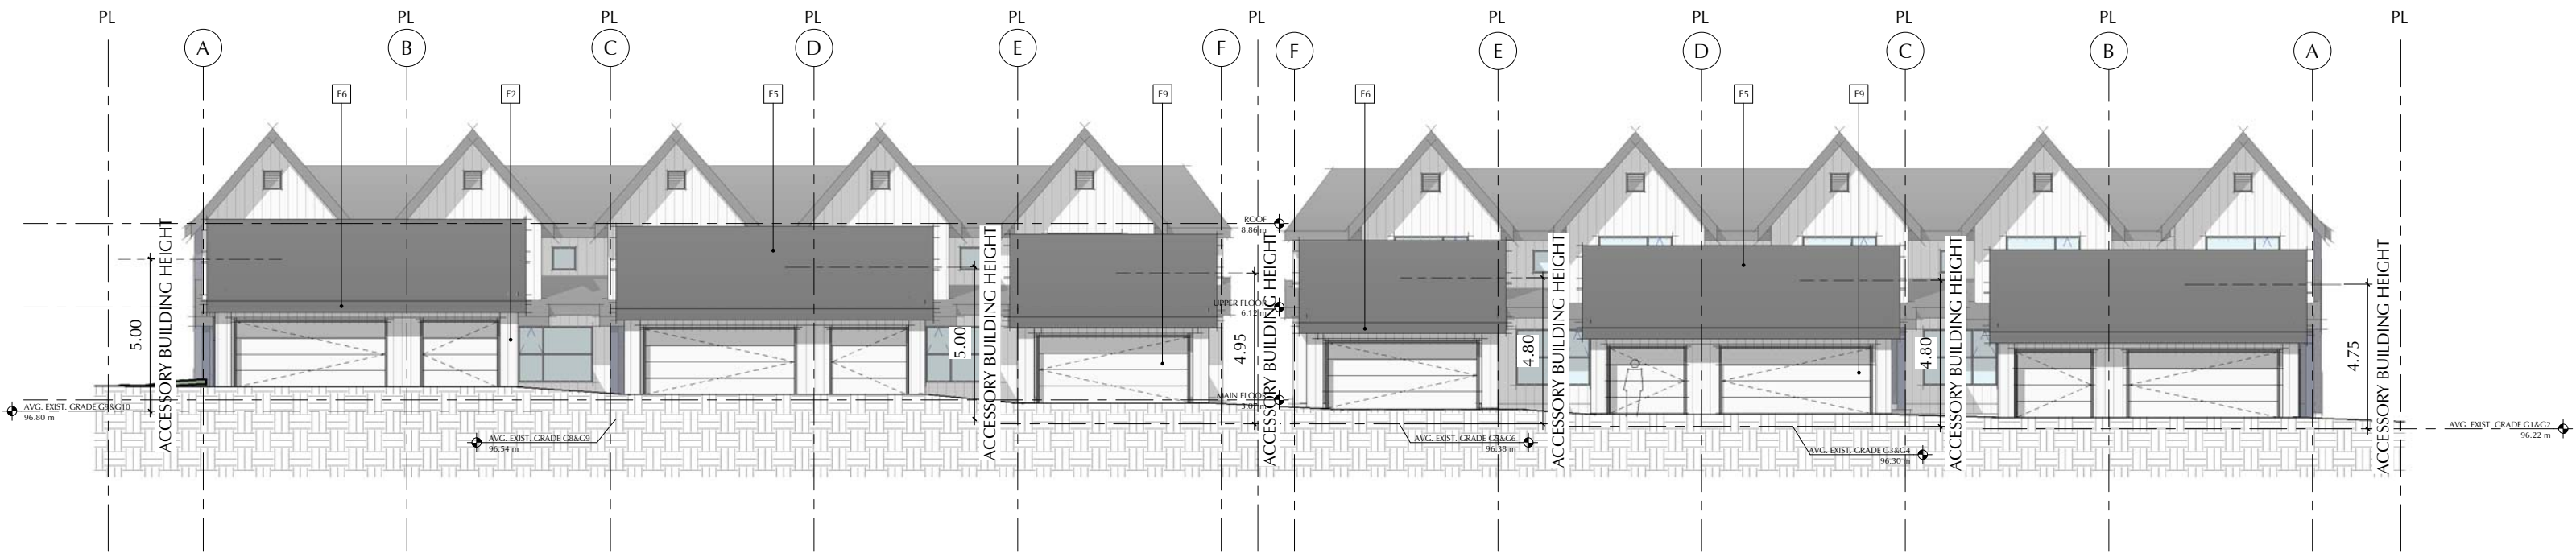 PL PL PL PL PL PL PL PL PL PL PL
A B C D E F F E D C B A
E6 E2 E5 E9 E6 E5 E9
ROOF
8.86 m
UPPER FLOOR
6.12 m
MAIN FLOOR
5.00
ACCESSORY BUILDING HEIGHT
5.00
ACCESSORY BUILDING HEIGHT
4.95
ACCESSORY BUILDING HEIGHT
4.80
ACCESSORY BUILDING HEIGHT
4.80
ACCESSORY BUILDING HEIGHT
4.75
ACCESSORY BUILDING HEIGHT
AVG. EXIST. GRADE G9&G10
96.80 m
AVG. EXIST. GRADE G8&G9
96.54 m
AVG. EXIST. GRADE G5&G6
96.38 m
AVG. EXIST. GRADE G3&G4
96.30 m
AVG. EXIST. GRADE G1&G2
96.22 m